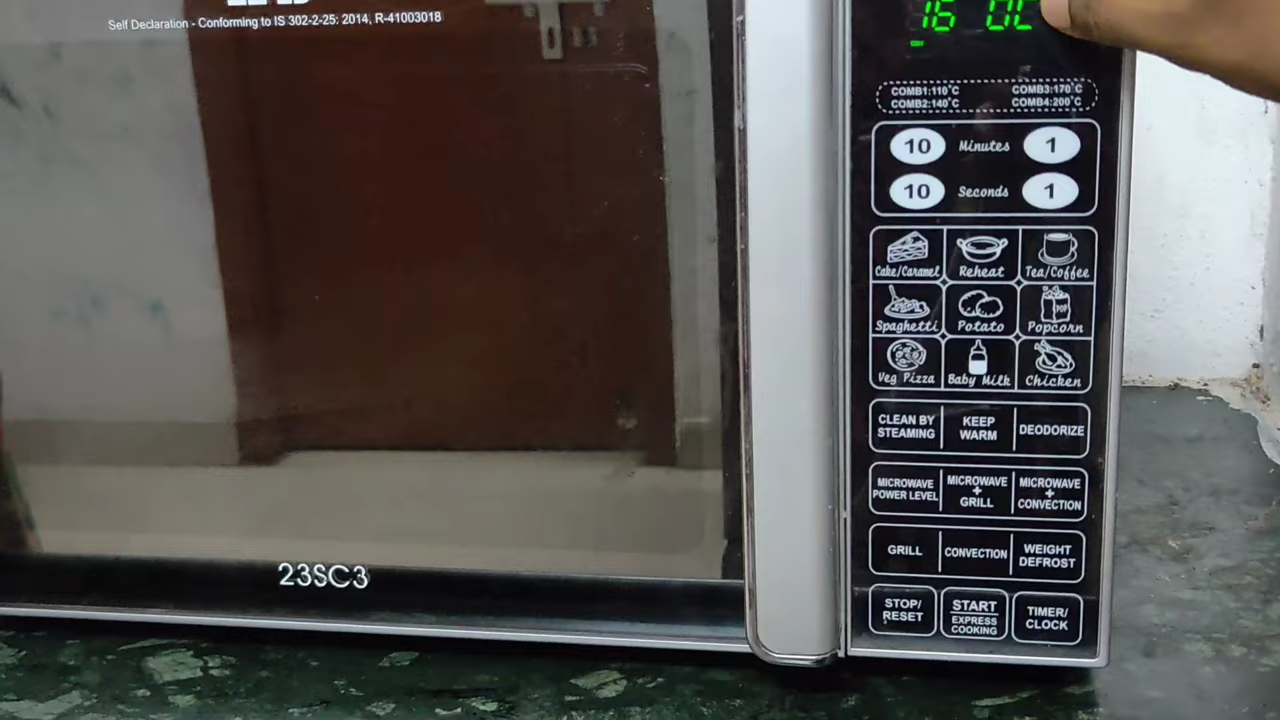 Self Declaration - Conforming to IS 302-2-25: 2014, R-41003018
COMB1:110°C COMB3:170°C
COMB2:140°C COMB4:200°C
10 Minutes 1
10 Seconds 1
Cake/Caramel Reheat Tea/Coffee
Spaghetti Potato Popcorn
Veg Pizza Baby Milk Chicken
CLEAN BY STEAMING
KEEP WARM
DEODORIZE
MICROWAVE POWER LEVEL
MICROWAVE + GRILL
MICROWAVE + CONVECTION
GRILL
CONVECTION
WEIGHT DEFROST
STOP/ RESET
START EXPRESS COOKING
TIMER/ CLOCK
23SC3